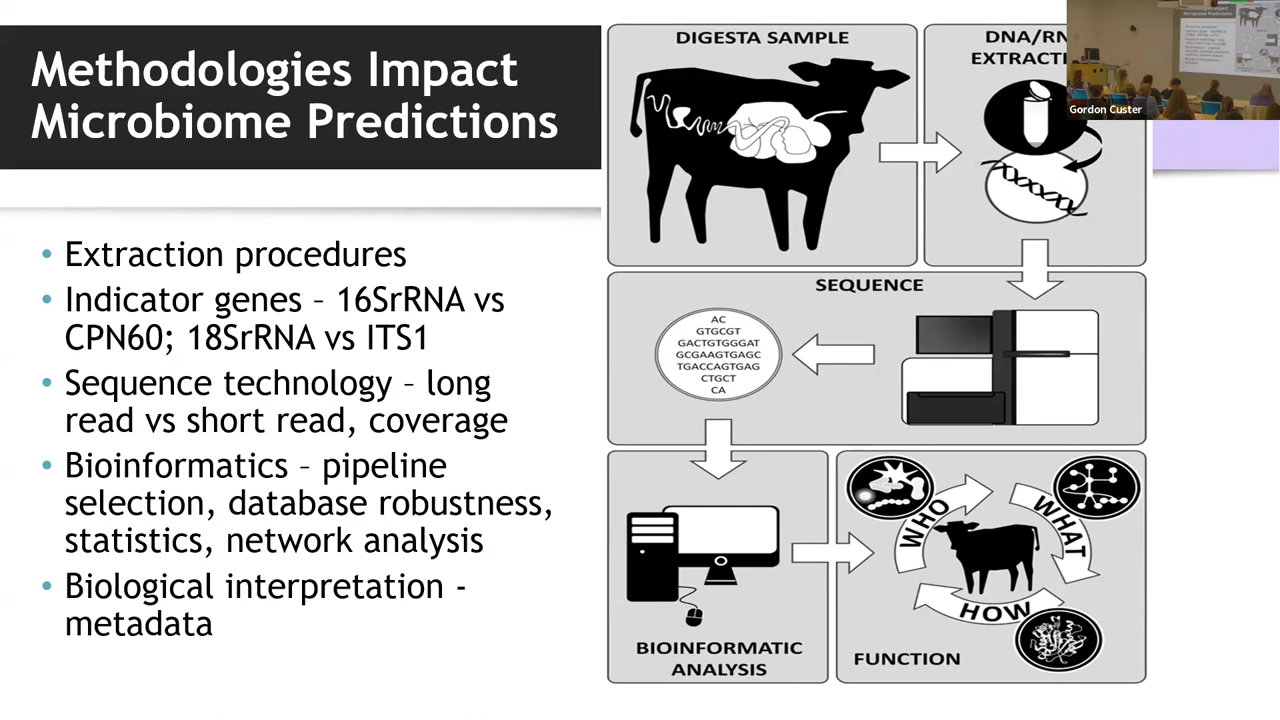 Methodologies Impact
Microbiome Predictions
• Extraction procedures
• Indicator genes – 16SrRNA vs
CPN60; 18SrRNA vs ITS1
• Sequence technology – long
read vs short read, coverage
• Bioinformatics – pipeline
selection, database robustness,
statistics, network analysis
• Biological interpretation -
metadata
DIGESTA SAMPLE
DNA/RN
EXTRACTI
SEQUENCE
AC
GTGCGT
GACTGTGGGAT
GCGAAGTGAGC
TGACCAGTGAG
CTGCT
CA
BIOINFORMATIC
ANALYSIS
WHO
WHAT
HOW
FUNCTION
Gordon Custer